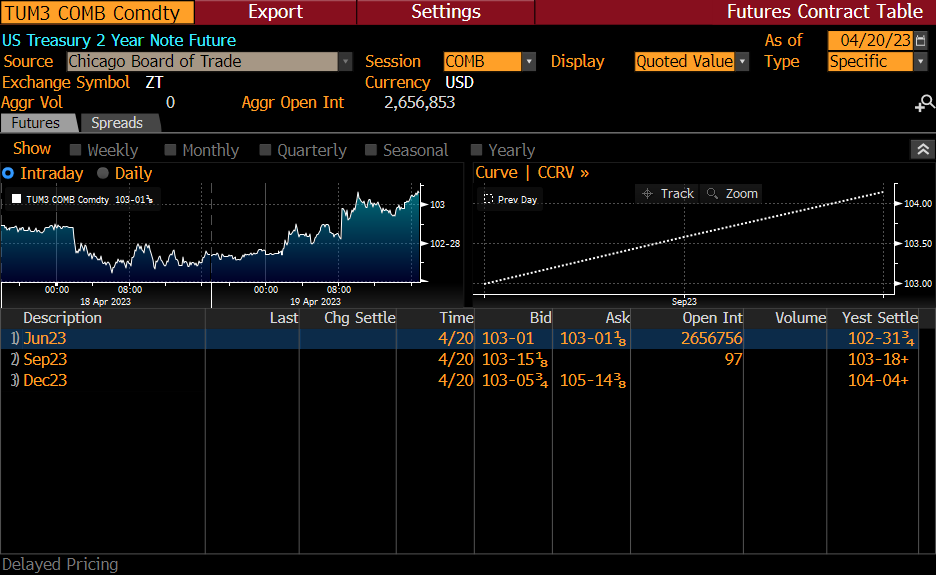 TUM3 COMB Comdty Export Settings Futures Contract Table
US Treasury 2 Year Note Future As of 04/20/23
Source Chicago Board of Trade Session COMB Display Quoted Value Type Specific
Exchange Symbol ZT Currency USD
Aggr Vol 0 Aggr Open Int 2,656,853
Futures Spreads
Show Weekly Monthly Quarterly Seasonal Yearly
Intraday Daily Curve | CCRV »
TUM3 COMB Comdty 103-01⅜ 103
102-28
00:00 08:00 00:00 08:00
18 Apr 2023 19 Apr 2023
Prev Day Track Zoom
104.00
103.50
103.00
Sep23
Description Last Chg Settle Time Bid Ask Open Int Volume Yest Settle
1) Jun23 4/20 103-01 103-01⅛ 2656756 102-31¾
2) Sep23 4/20 103-15⅛ 97 103-18+
3) Dec23 4/20 103-05¾ 105-14⅜ 104-04+
Delayed Pricing